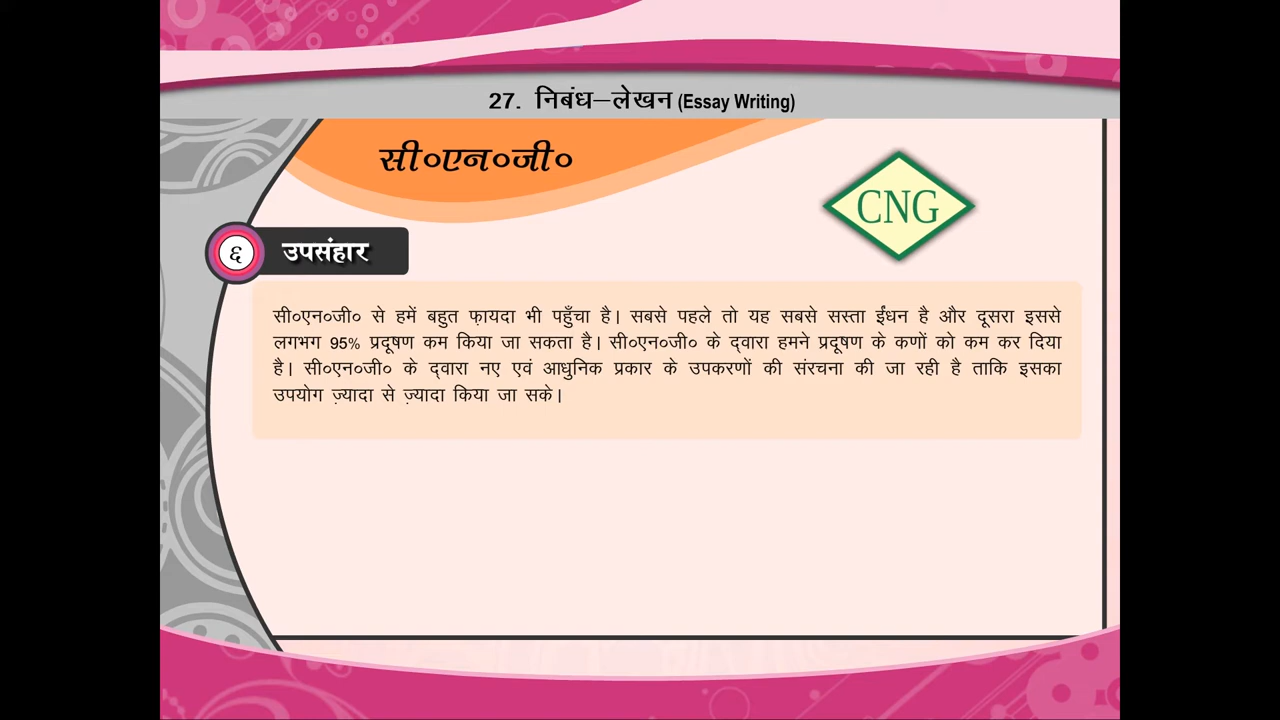 27. निबंध–लेखन (Essay Writing)
सी०एन०जी०
CNG
६ उपसंहार
सी०एन०जी० से हमें बहुत फ़ायदा भी पहुँचा है। सबसे पहले तो यह सबसे सस्ता ईंधन है और दूसरा इससे
लगभग 95% प्रदूषण कम किया जा सकता है। सी०एन०जी० के द्वारा हमने प्रदूषण के कणों को कम कर दिया
है। सी०एन०जी० के द्वारा नए एवं आधुनिक प्रकार के उपकरणों की संरचना की जा रही है ताकि इसका
उपयोग ज़्यादा से ज़्यादा किया जा सके।